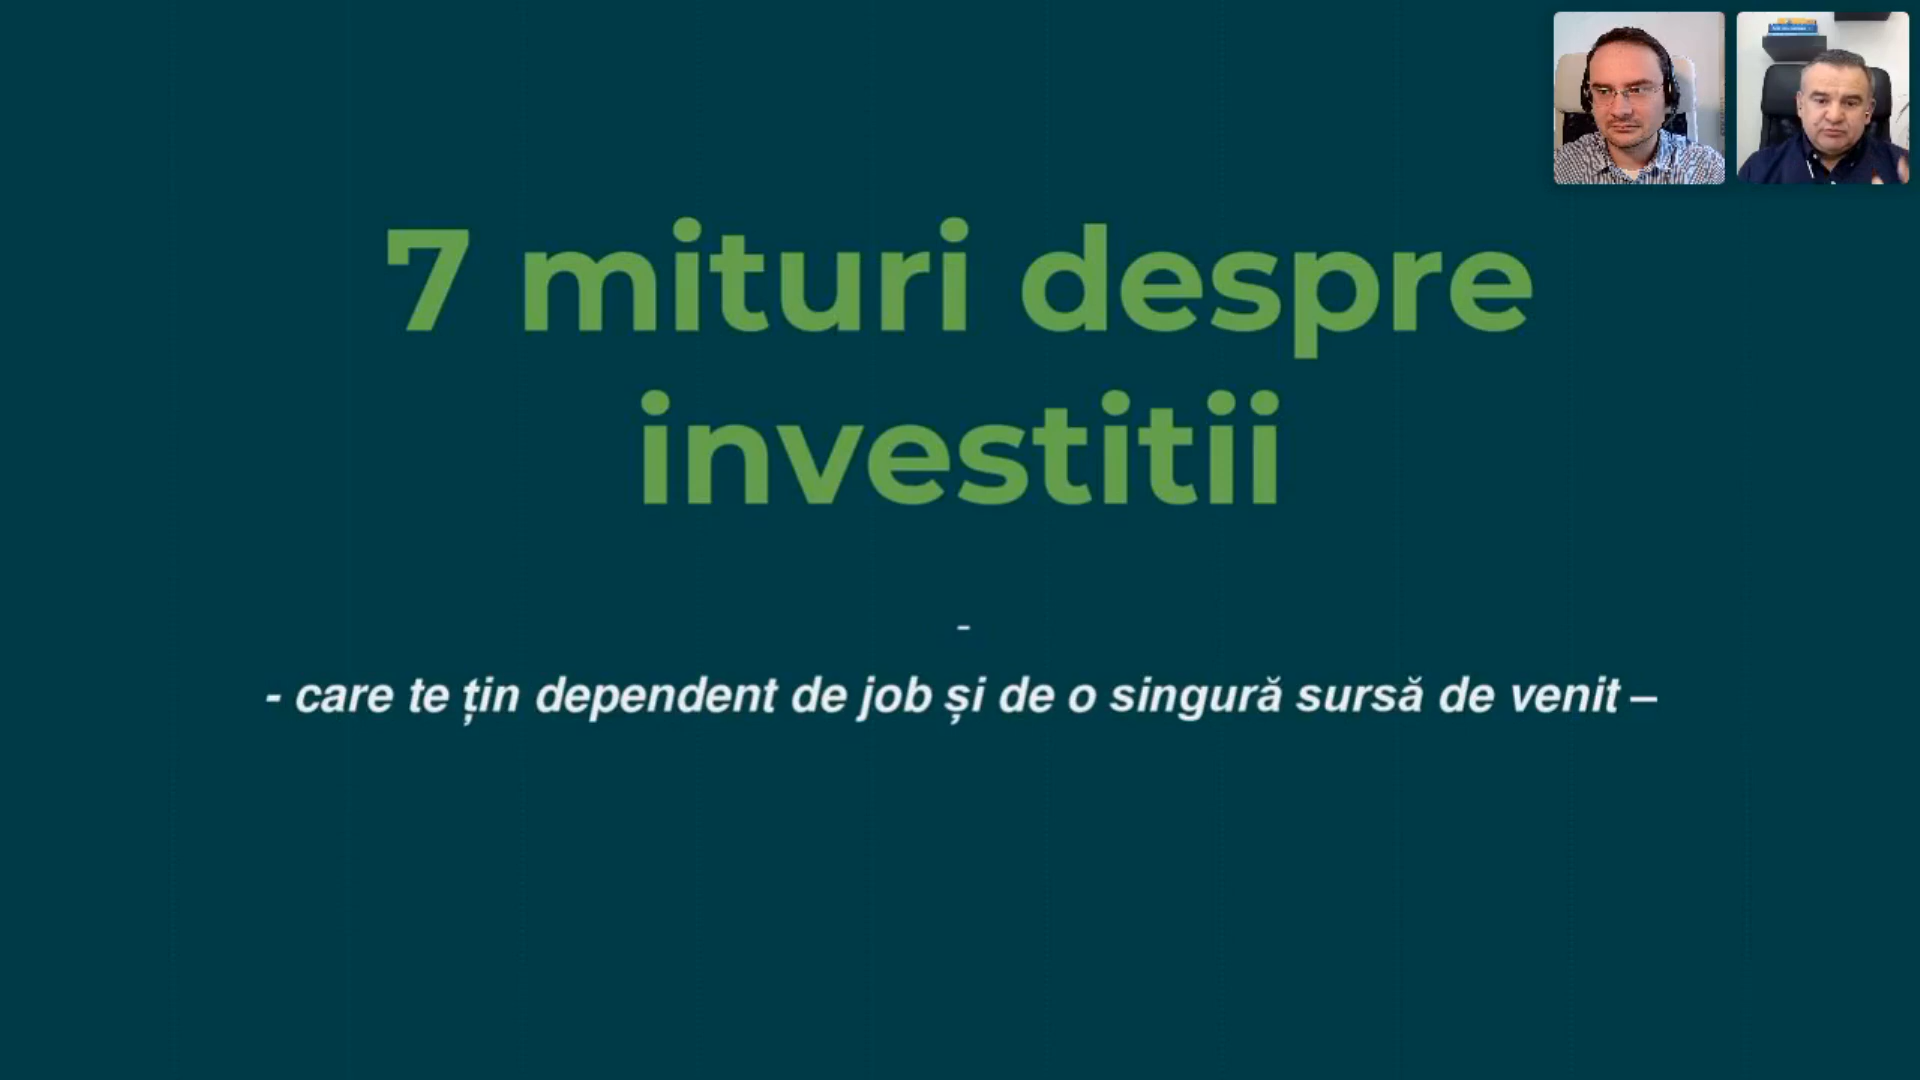 7 mituri despre
investitii
-
- care te țin dependent de job și de o singură sursă de venit –